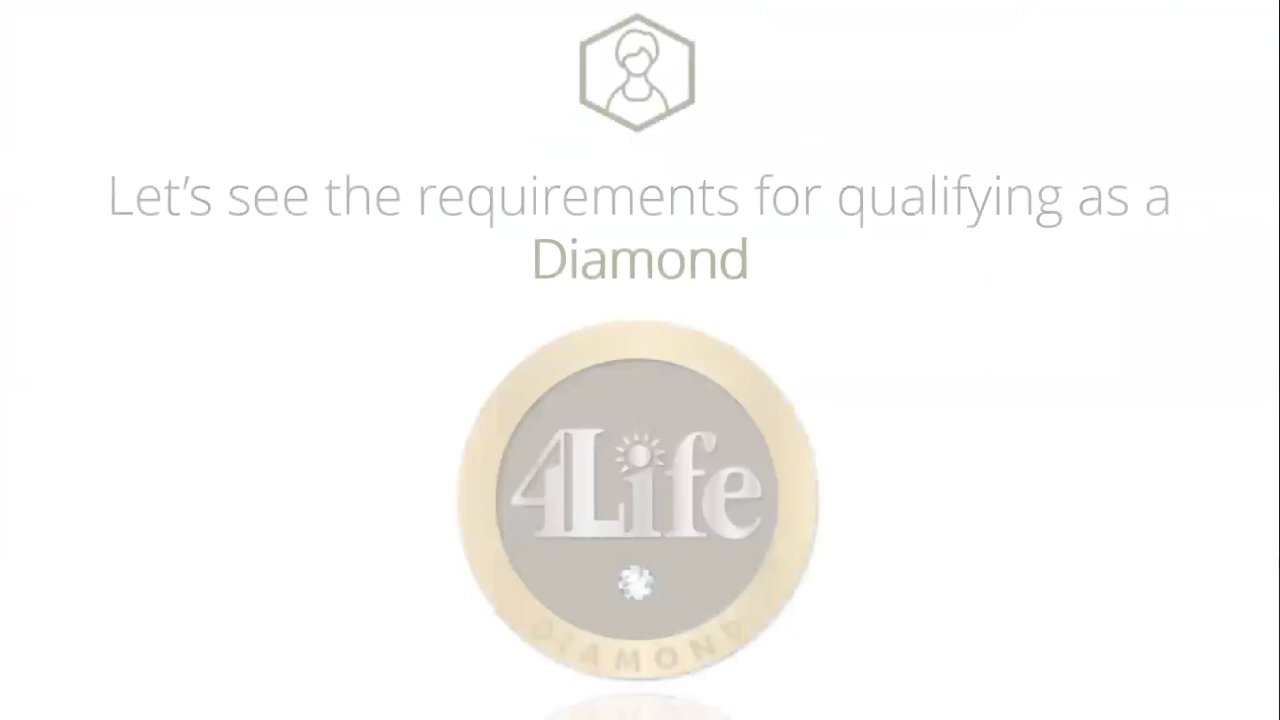 Let's see the requirements for qualifying as a
Diamond
4Life
DIAMOND